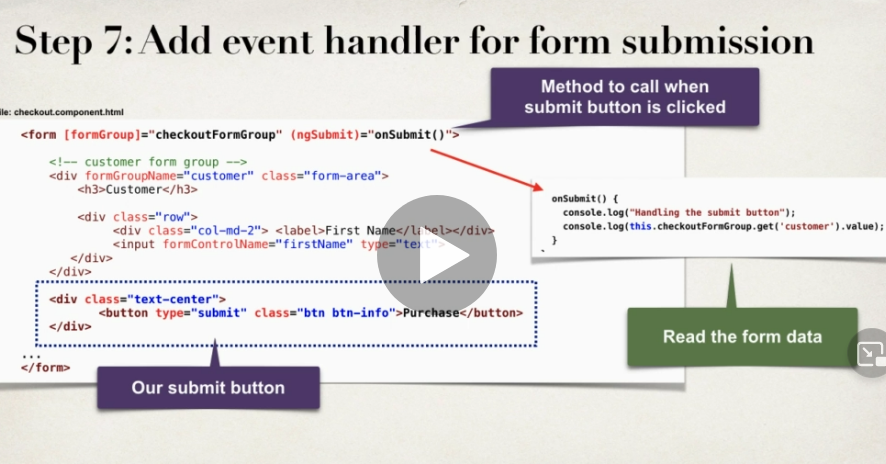 Step 7: Add event handler for form submission
Method to call when
submit button is clicked
ile: checkout.component.html
<form [formGroup]="checkoutFormGroup" (ngSubmit)="onSubmit()">
<!-- customer form group -->
<div formGroupName="customer" class="form-area">
<h3>Customer</h3>
<div class="row">
<div class="col-md-2"> <label>First Name</label></div>
<input formControlName="firstName" type="text">
</div>
</div>
<div class="text-center">
<button type="submit" class="btn btn-info">Purchase</button>
</div>
...
</form>
onSubmit() {
console.log("Handling the submit button");
console.log(this.checkoutFormGroup.get('customer').value);
}
Read the form data
Our submit button